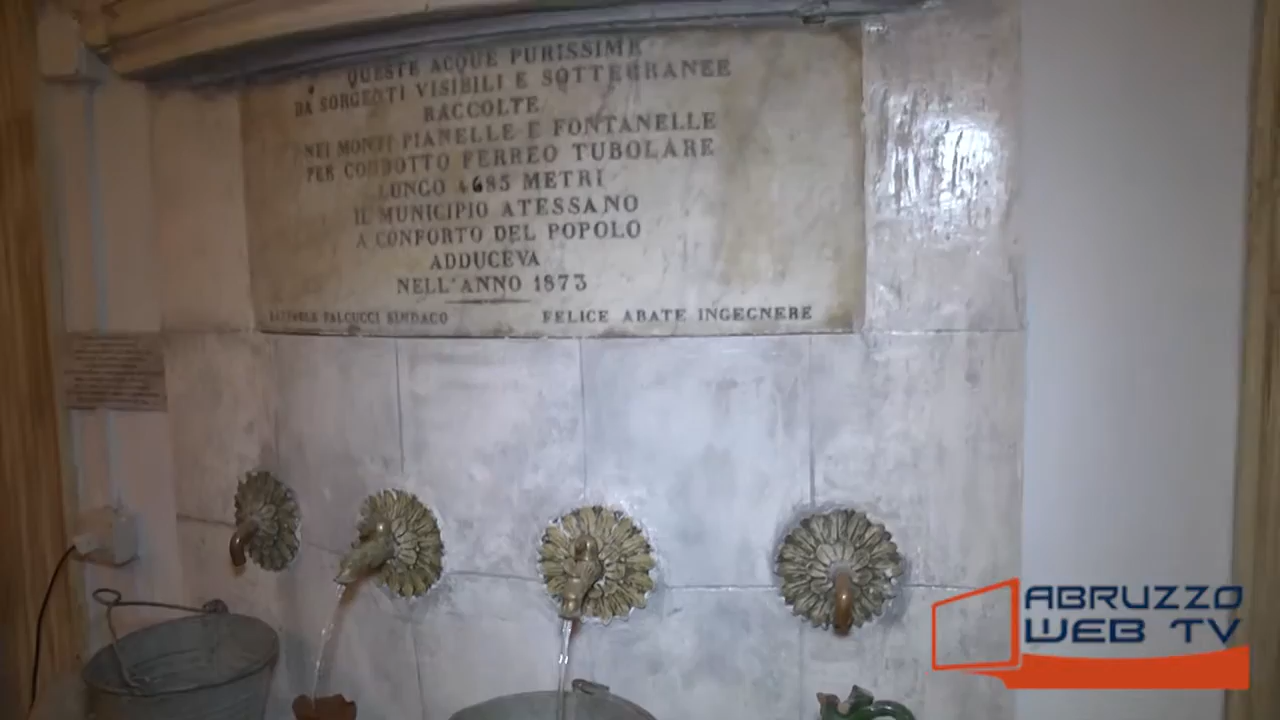 QUESTE ACQUE PURISSIME
DA SORGENTI VISIBILI E SOTTERRANEE
RACCOLTE
NEI MONTI PIANELLE E FONTANELLE
PER CONDOTTO FERREO TUBOLARE
LUNGO 4685 METRI
IL MUNICIPIO ATESSANO
A CONFORTO DEL POPOLO
ADDUCEVA
NELL'ANNO 1873
FALCUCCI SINDACO FELICE ABATE INGEGNERE
ABRUZZO
WEB TV